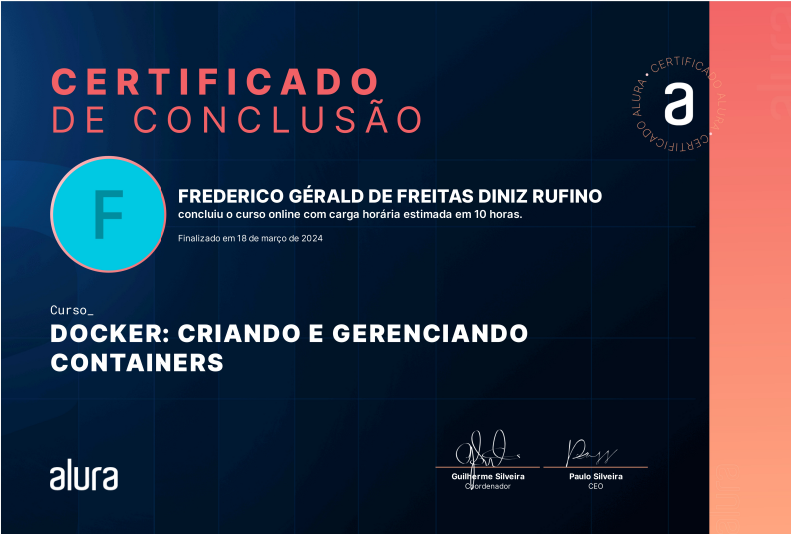 CERTIFICADO
DE CONCLUSÃO
CERTIFICADO ALURA • CERTIFICADO ALURA •
a
alura
F
FREDERICO GÉRALD DE FREITAS DINIZ RUFINO
concluiu o curso online com carga horária estimada em 10 horas.
Finalizado em 18 de março de 2024
Curso_
DOCKER: CRIANDO E GERENCIANDO
CONTAINERS
alura
Guilherme Silveira
Coordenador
Paulo Silveira
CEO